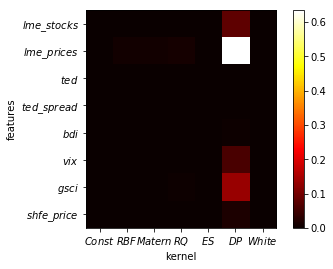 features
lme_stocks
lme_prices
ted
ted_spread
bdi
vix
gsci
shfe_price
Const RBF Matern RQ ES DP White
kernel
0.6
0.5
0.4
0.3
0.2
0.1
0.0